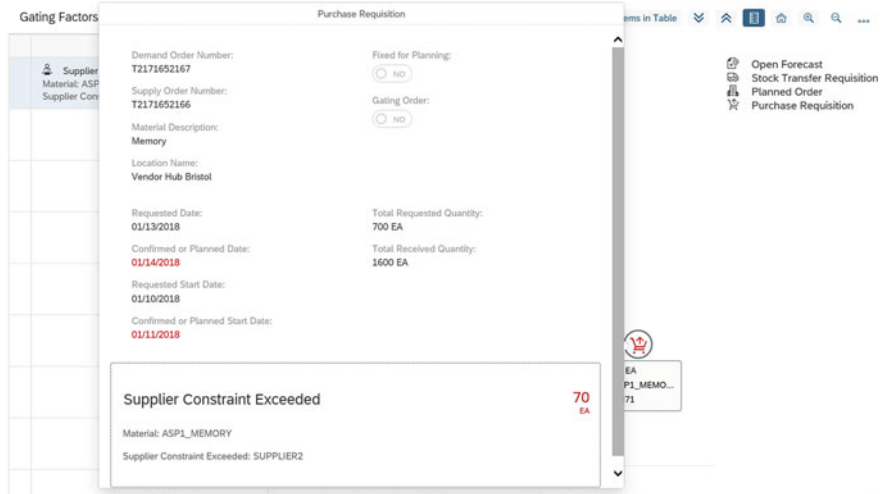 Gating Factors
Purchase Requisition
ems in Table
Supplier
Material: ASP
Supplier Cons
Demand Order Number:
T2171652167
Supply Order Number:
T2171652166
Material Description:
Memory
Location Name:
Vendor Hub Bristol
Fixed for Planning:
NO
Gating Order:
NO
Requested Date:
01/13/2018
Confirmed or Planned Date:
01/14/2018
Requested Start Date:
01/10/2018
Confirmed or Planned Start Date:
01/11/2018
Total Requested Quantity:
700 EA
Total Received Quantity:
1600 EA
Supplier Constraint Exceeded
70
EA
Material: ASP1_MEMORY
Supplier Constraint Exceeded: SUPPLIER2
Open Forecast
Stock Transfer Requisition
Planned Order
Purchase Requisition
EA
P1_MEMO...
71